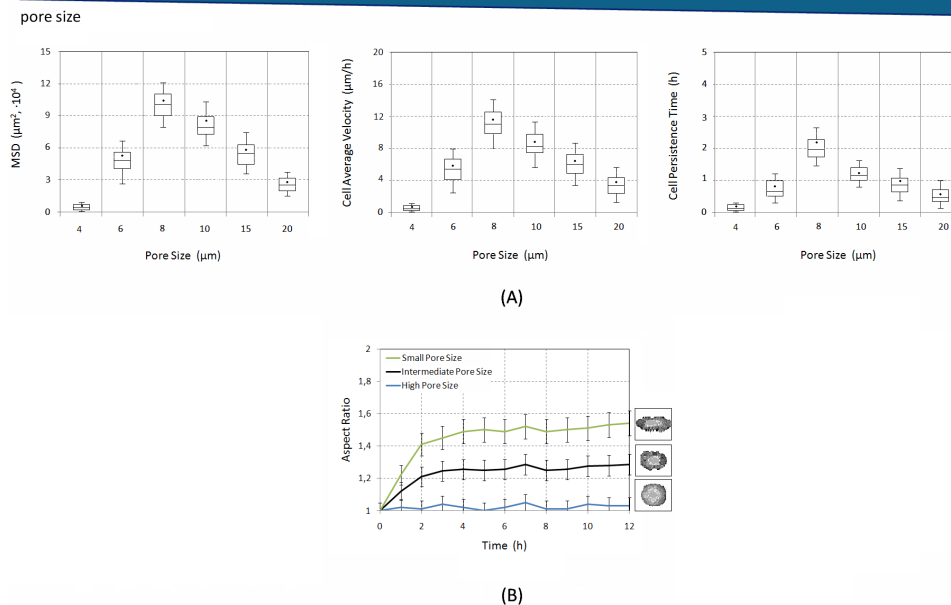 pore size
MSD (μm², ·10⁴)
15
12
9
6
3
0
4 6 8 10 15 20
Pore Size (μm)
Cell Average Velocity (μm/h)
20
16
12
8
4
0
4 6 8 10 15 20
Pore Size (μm)
Cell Persistence Time (h)
5
4
3
2
1
0
4 6 8 10 15 20
Pore Size (μm)
(A)
Aspect Ratio
2
1,8
1,6
1,4
1,2
1
Small Pore Size
Intermediate Pore Size
High Pore Size
0 2 4 6 8 10 12
Time (h)
(B)